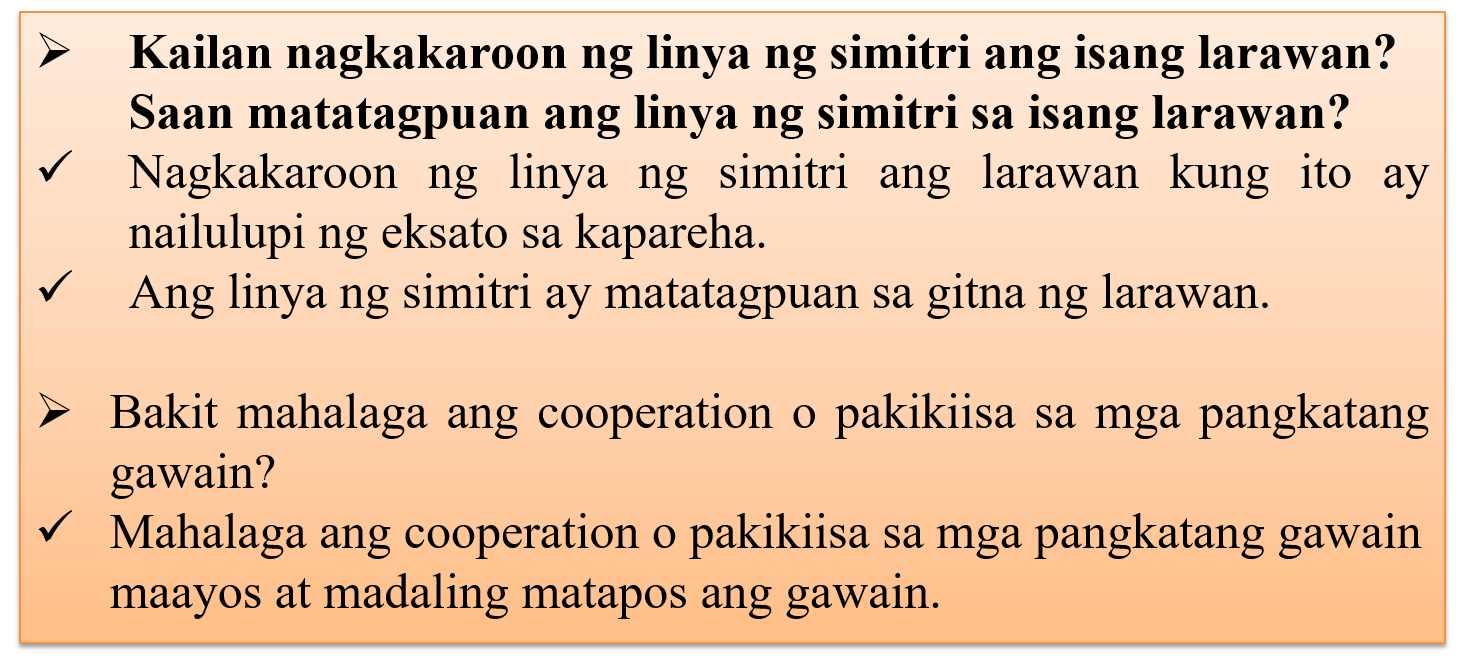 ➢ Kailan nagkakaroon ng linya ng simitri ang isang larawan?
Saan matatagpuan ang linya ng simitri sa isang larawan?
✓ Nagkakaroon ng linya ng simitri ang larawan kung ito ay
nailulupi ng eksato sa kapareha.
✓ Ang linya ng simitri ay matatagpuan sa gitna ng larawan.
➢ Bakit mahalaga ang cooperation o pakikiisa sa mga pangkatang
gawain?
✓ Mahalaga ang cooperation o pakikiisa sa mga pangkatang gawain
maayos at madaling matapos ang gawain.